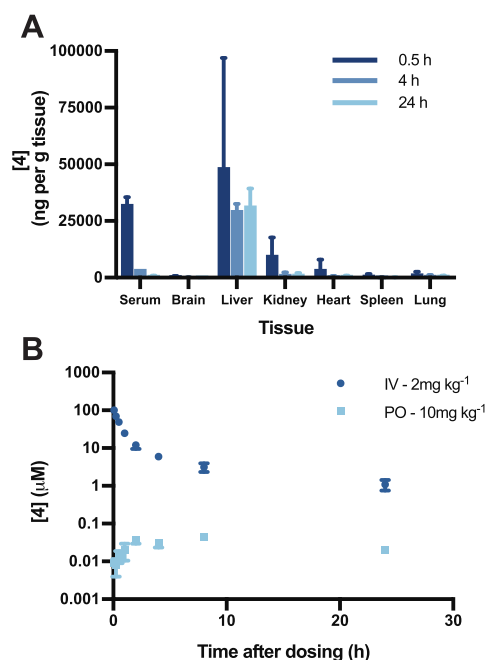 A
100000
75000
50000
25000
0
[4]
(ng per g tissue)
0.5 h
4 h
24 h
Serum Brain Liver Kidney Heart Spleen Lung
Tissue
B
1000
100
10
1
0.1
0.01
0.001
[4] (µM)
IV - 2mg kg⁻¹
PO - 10mg kg⁻¹
0 10 20 30
Time after dosing (h)